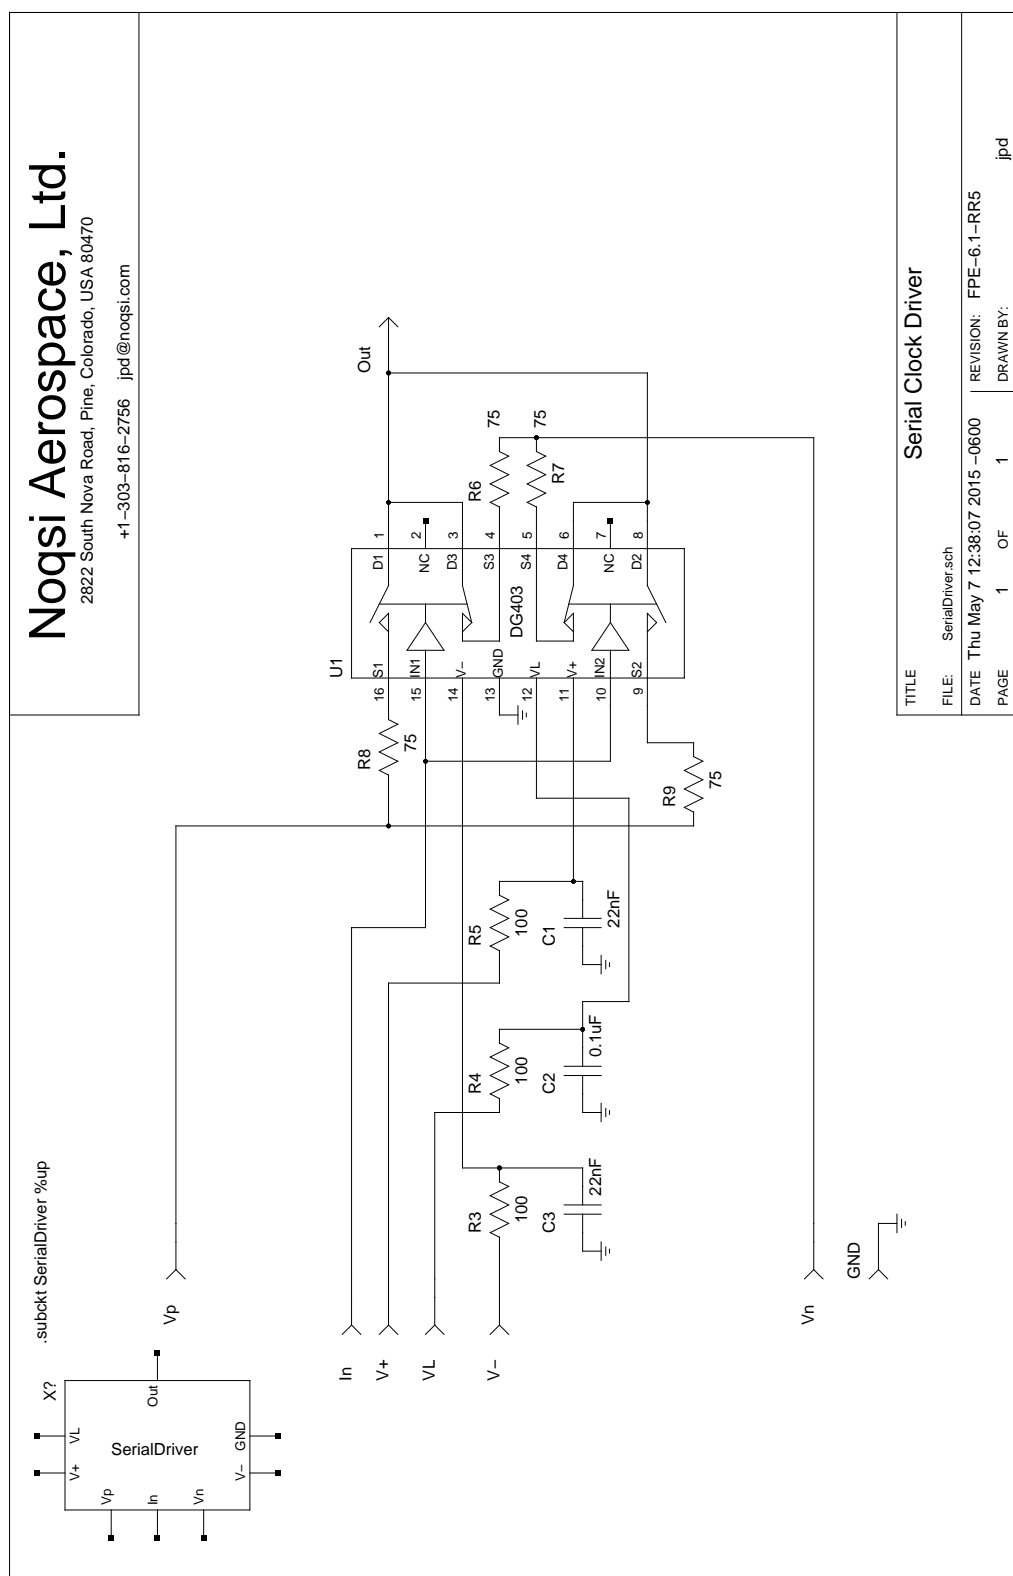 Noqsi Aerospace, Ltd.
2822 South Nova Road, Pine, Colorado, USA 80470
+1−303−816−2756 jpd@noqsi.com
.subckt SerialDriver %up
X?
V+
VL
SerialDriver
Vp
In
Vn
Out
V−
GND
Vp
In
V+
VL
V−
Vn
GND
R3
100
C3
22nF
R4
100
C2
0.1uF
R5
100
C1
22nF
R8
75
R9
75
U1
DG403
16 S1
15 IN1
14 V−
13 GND
12 VL
11 V+
10 IN2
9 S2
D1 1
NC 2
D3 3
S3 4
S4 5
D4 6
NC 7
D2 8
R6
75
R7
75
Out
TITLE
Serial Clock Driver
FILE: SerialDriver.sch
REVISION: FPE−6.1−RR5
DATE Thu May 7 12:38:07 2015 −0600
PAGE 1 OF 1
DRAWN BY: jpd